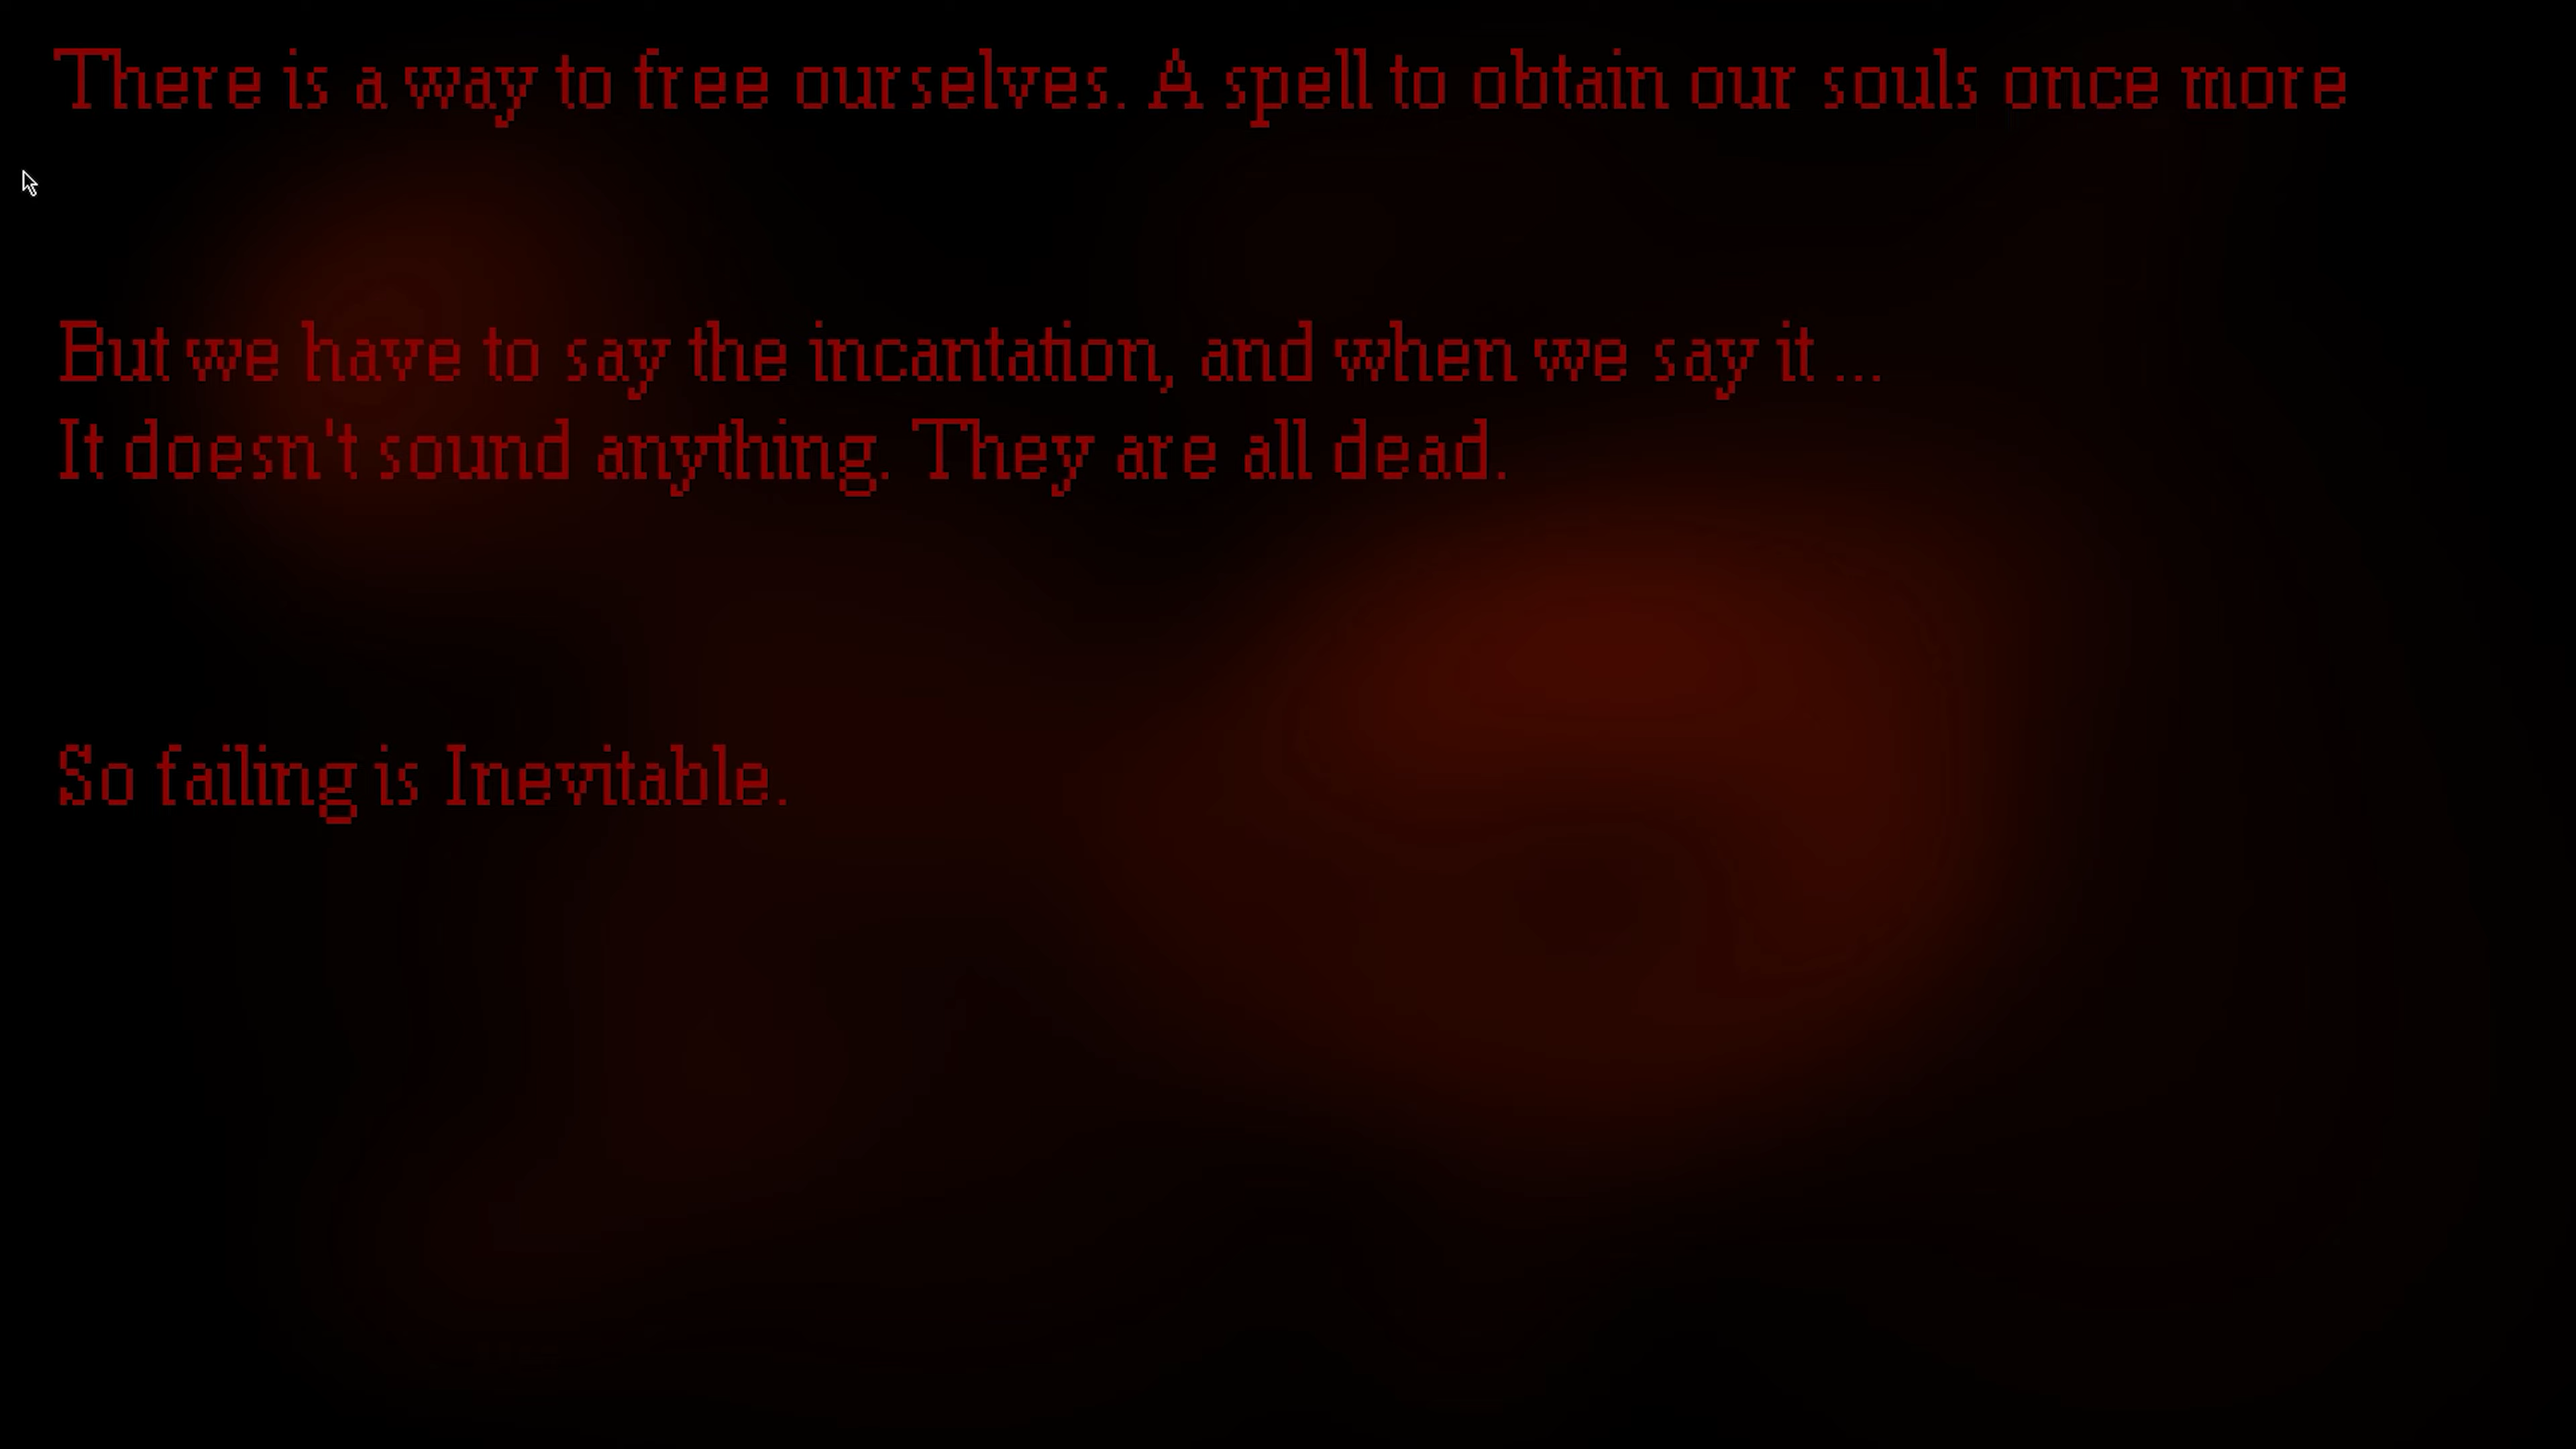 There is a way to free ourselves. A spell to obtain our souls once more
But we have to say the incantation, and when we say it ...
It doesn't sound anything. They are all dead.
So failing is Inevitable.